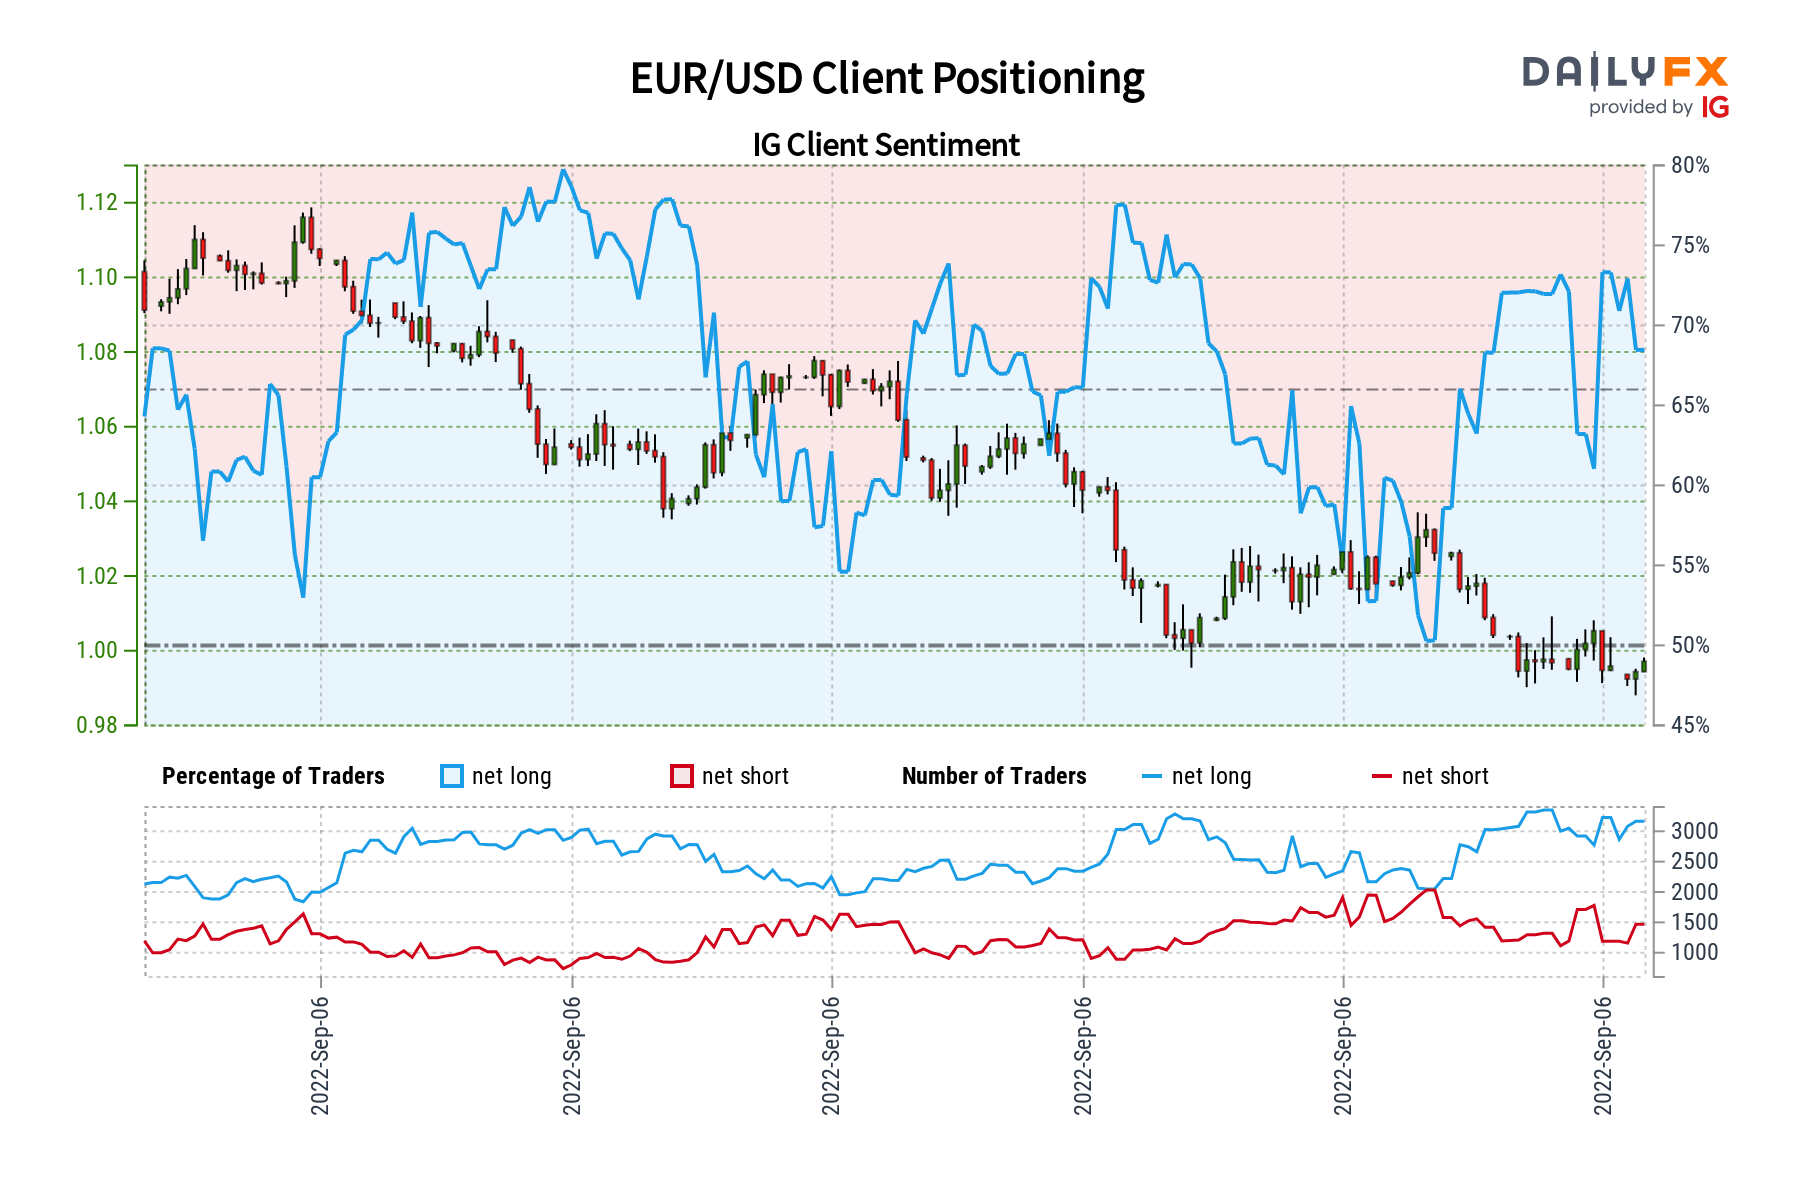 EUR/USD Client Positioning
DAILYFX
provided by IG
IG Client Sentiment
1.12
1.10
1.08
1.06
1.04
1.02
1.00
0.98
80%
75%
70%
65%
60%
55%
50%
45%
Percentage of Traders net long net short Number of Traders net long net short
3000
2500
2000
1500
1000
2022-Sep-06
2022-Sep-06
2022-Sep-06
2022-Sep-06
2022-Sep-06
2022-Sep-06